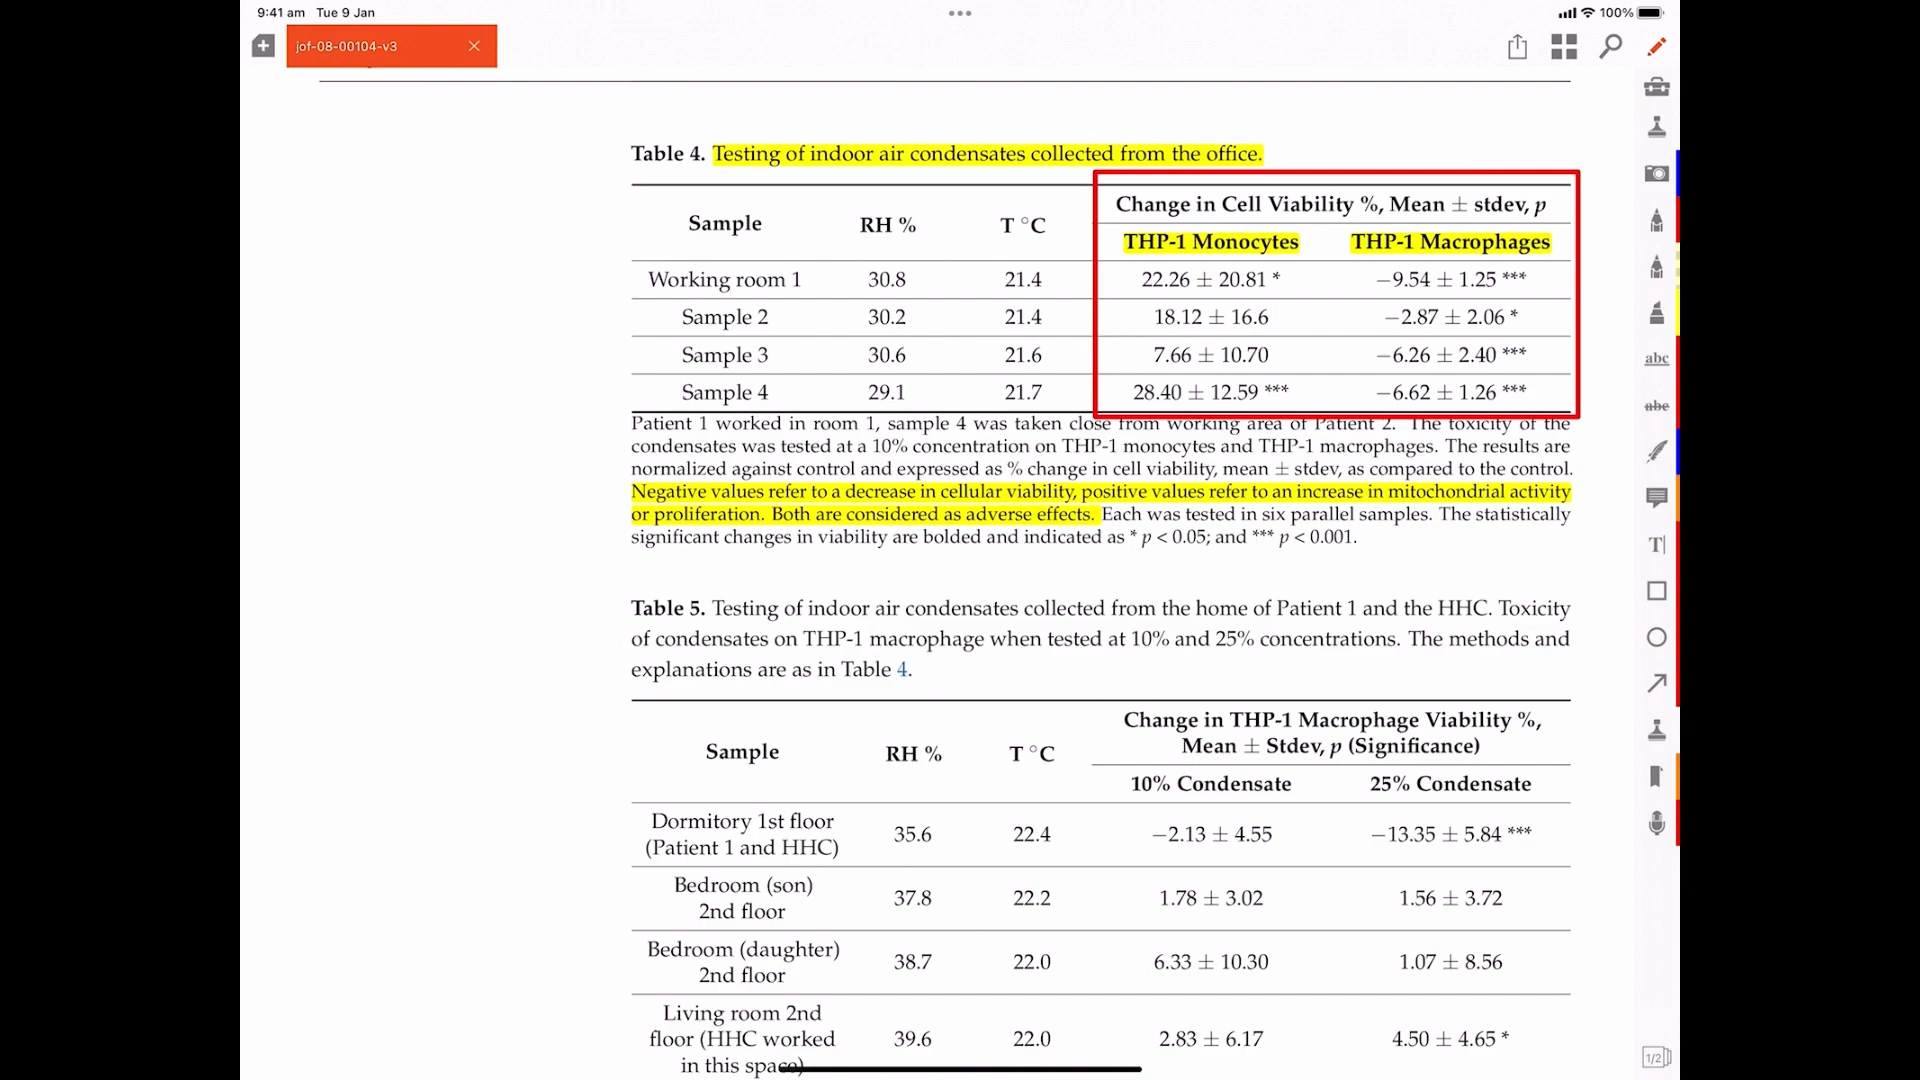 9:41 am Tue 9 Jan
100%
jof-08-00104-v3
Table 4. Testing of indoor air condensates collected from the office.
Sample RH % T °C Change in Cell Viability %, Mean ± stdev, p
THP-1 Monocytes THP-1 Macrophages
Working room 1 30.8 21.4 22.26 ± 20.81 * −9.54 ± 1.25 ***
Sample 2 30.2 21.4 18.12 ± 16.6 −2.87 ± 2.06 *
Sample 3 30.6 21.6 7.66 ± 10.70 −6.26 ± 2.40 ***
Sample 4 29.1 21.7 28.40 ± 12.59 *** −6.62 ± 1.26 ***
Patient 1 worked in room 1, sample 4 was taken close from working area of Patient 2. The toxicity of the
condensates was tested at a 10% concentration on THP-1 monocytes and THP-1 macrophages. The results are
normalized against control and expressed as % change in cell viability, mean ± stdev, as compared to the control.
Negative values refer to a decrease in cellular viability, positive values refer to an increase in mitochondrial activity
or proliferation. Both are considered as adverse effects. Each was tested in six parallel samples. The statistically
significant changes in viability are bolded and indicated as * p < 0.05; and *** p < 0.001.
Table 5. Testing of indoor air condensates collected from the home of Patient 1 and the HHC. Toxicity
of condensates on THP-1 macrophage when tested at 10% and 25% concentrations. The methods and
explanations are as in Table 4.
Sample RH % T °C Change in THP-1 Macrophage Viability %,
Mean ± Stdev, p (Significance)
10% Condensate 25% Condensate
Dormitory 1st floor
(Patient 1 and HHC) 35.6 22.4 −2.13 ± 4.55 −13.35 ± 5.84 ***
Bedroom (son)
2nd floor 37.8 22.2 1.78 ± 3.02 1.56 ± 3.72
Bedroom (daughter)
2nd floor 38.7 22.0 6.33 ± 10.30 1.07 ± 8.56
Living room 2nd
floor (HHC worked 39.6 22.0 2.83 ± 6.17 4.50 ± 4.65 *
in this space)
abc
abc
T
1/2